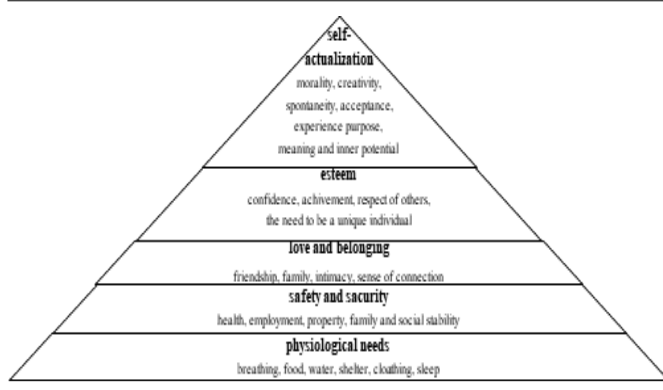 self-
actualization
morality, creativity,
spontaneity, acceptance,
experience purpose,
meaning and inner potential
esteem
confidence, achivement, respect of others,
the need to be a unique individual
love and belonging
friendship, family, intimacy, sense of connection
safety and sacurity
health, employment, property, family and social stability
physiological needs
breathing, food, water, shelter, cloathing, sleep